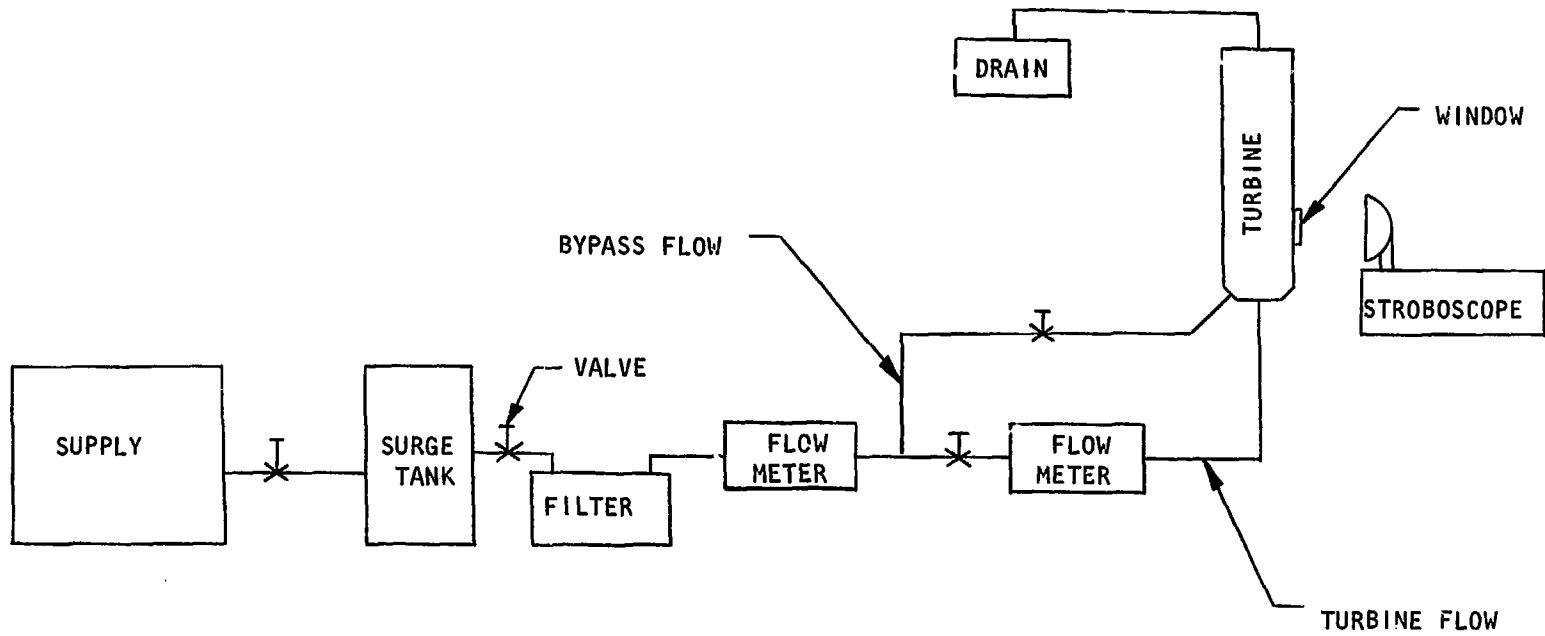 DRAIN
WINDOW
TURBINE
BYPASS FLOW
STROBOSCOPE
VALVE
SUPPLY
SURGE
TANK
FILTER
FLOW
METER
FLOW
METER
TURBINE FLOW